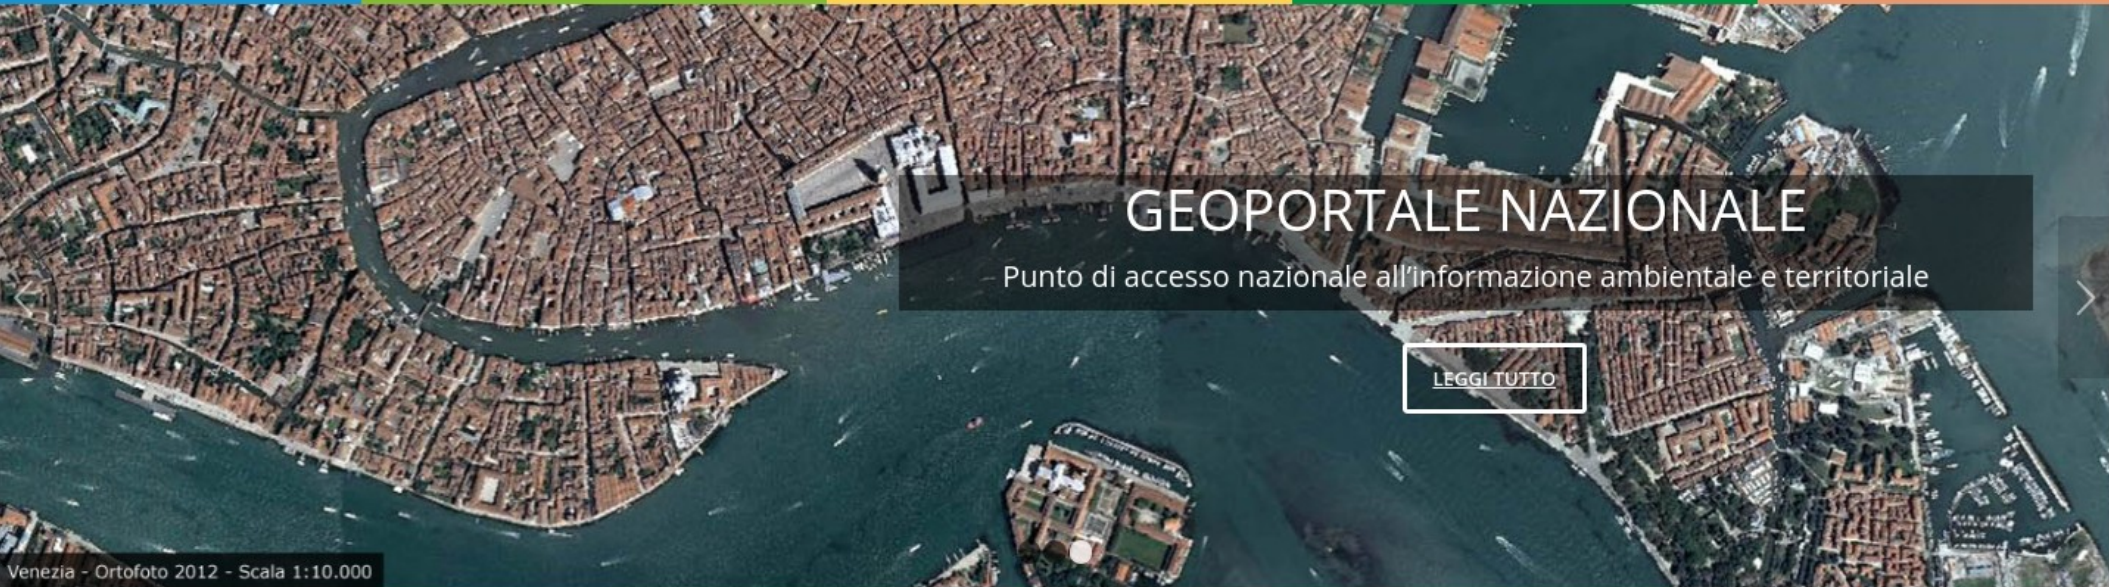 GEOPORTALE NAZIONALE
Punto di accesso nazionale all’informazione ambientale e territoriale
LEGGI TUTTO
Venezia - Ortofoto 2012 - Scala 1:10.000